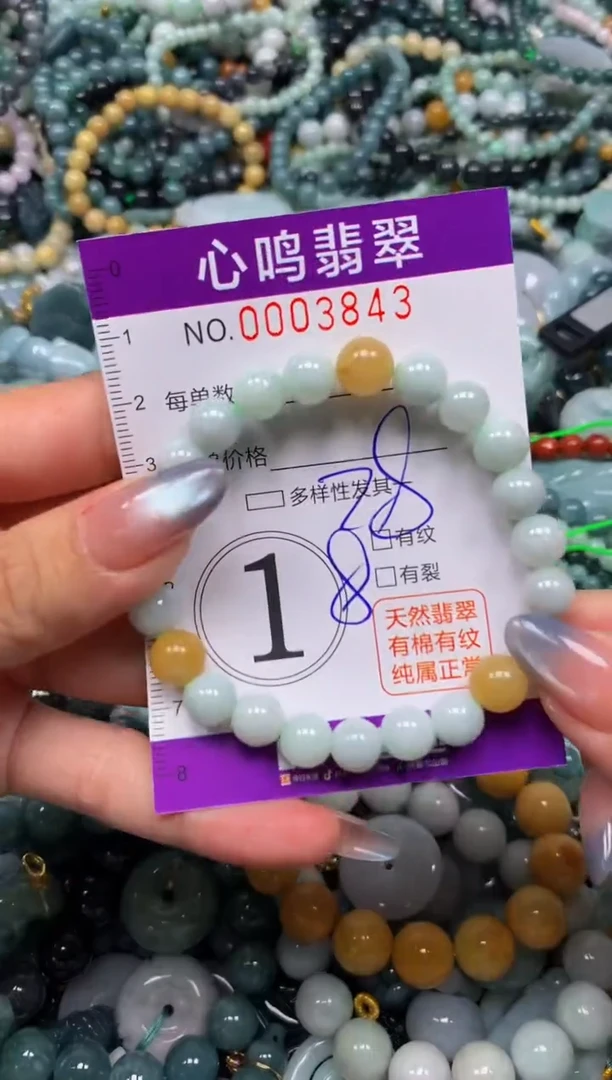 心鸣翡翠
NO.0003843
每单数
价格
多样性发其
有纹
有裂
1
天然翡翠
有棉有纹
纯属正常
0
1
2
3
7
8